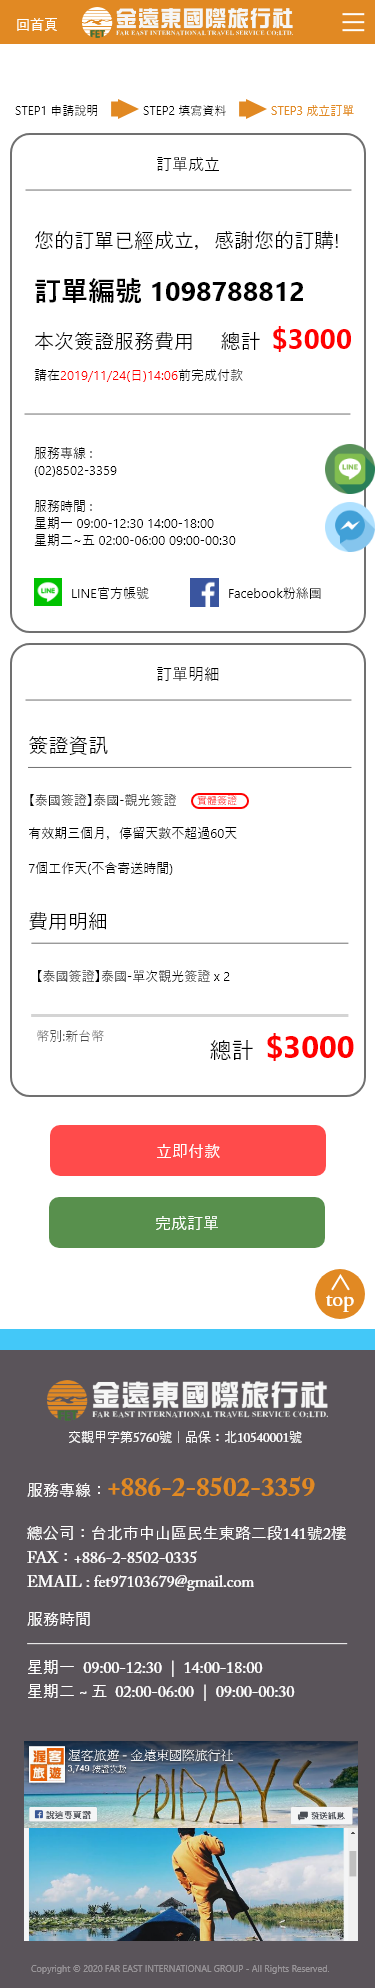 回首頁
金遠東國際旅行社
FAR EAST INTERNATIONAL TRAVEL SERVICE CO.,LTD.
FET
STEP1 申請說明
STEP2 填寫資料
STEP3 成立訂單
訂單成立
您的訂單已經成立，感謝您的訂購!
訂單編號 1098788812
本次簽證服務費用 總計 $3000
請在2019/11/24(日)14:06前完成付款
服務專線 :
(02)8502-3359
LINE
服務時間 :
星期一 09:00-12:30 14:00-18:00
星期二~五 02:00-06:00 09:00-00:30
LINE官方帳號
Facebook粉絲團
訂單明細
簽證資訊
【泰國簽證】泰國-觀光簽證 實體簽證
有效期三個月，停留天數不超過60天
7個工作天(不含寄送時間)
費用明細
【泰國簽證】泰國-單次觀光簽證 x 2
幣別:新台幣
總計 $3000
立即付款
完成訂單
top
金遠東國際旅行社
FAR EAST INTERNATIONAL TRAVEL SERVICE CO.,LTD.
FET
交觀甲字第5760號｜品保：北10540001號
服務專線：+886-2-8502-3359
總公司：台北市中山區民生東路二段141號2樓
FAX：+886-2-8502-0335
EMAIL : fet97103679@gmail.com
服務時間
星期一 09:00-12:30 | 14:00-18:00
星期二 ~ 五 02:00-06:00 | 09:00-00:30
渥客旅遊
渥客旅遊 - 金遠東國際旅行社
3,749 按讚次數
說這專頁讚
發送訊息
Copyright © 2020 FAR EAST INTERNATIONAL GROUP - All Rights Reserved.